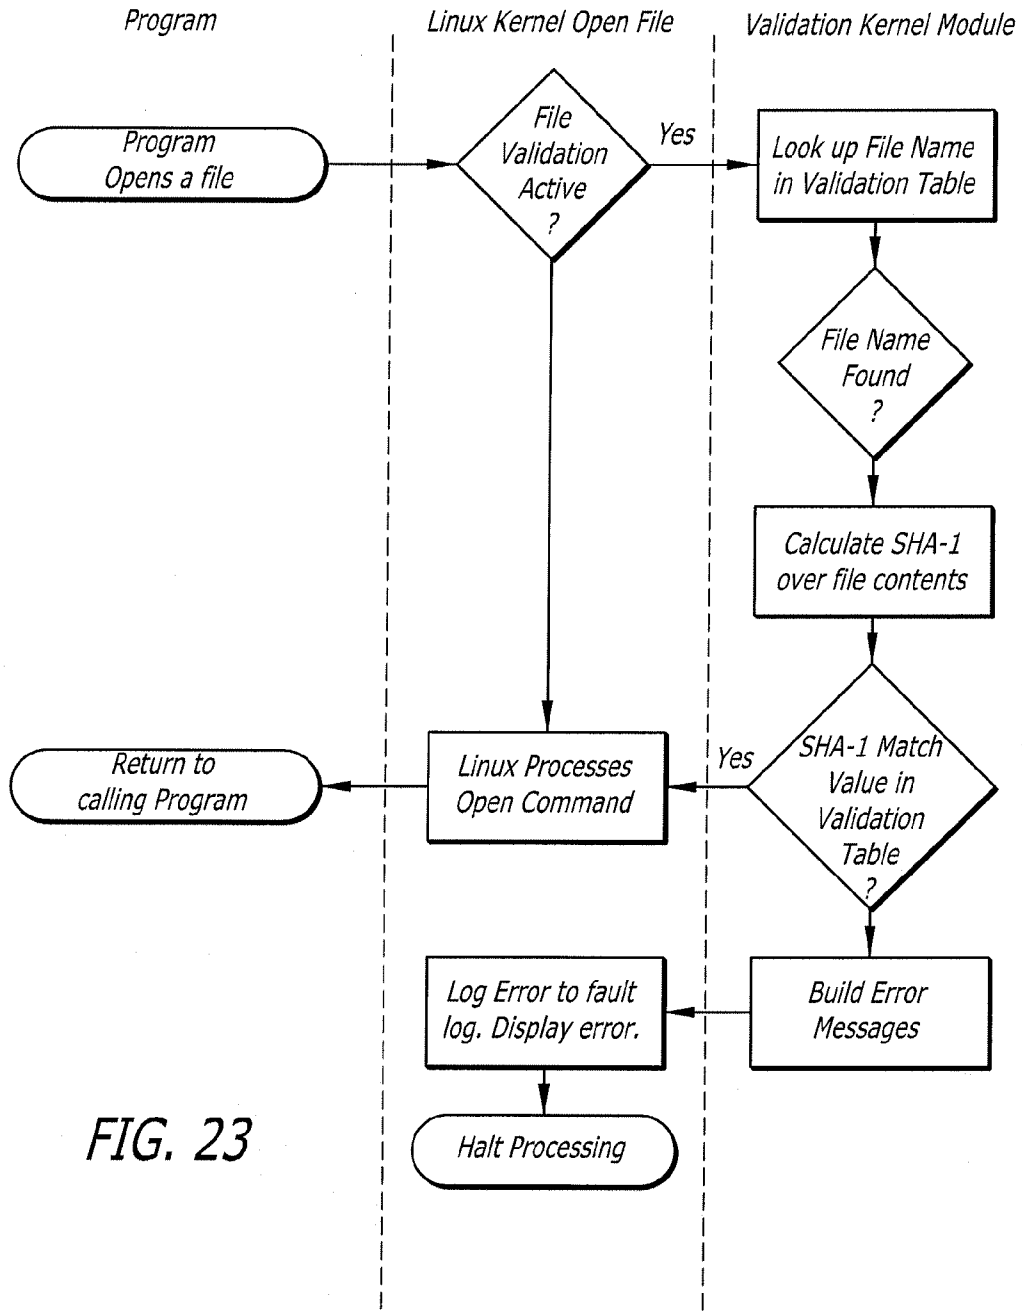 Program
Linux Kernel Open File
Validation Kernel Module
Program
Opens a file
File
Validation
Active
?
Yes
Look up File Name
in Validation Table
File Name
Found
?
Calculate SHA-1
over file contents
SHA-1 Match
Value in
Validation
Table
?
Yes
Linux Processes
Open Command
Return to
calling Program
Build Error
Messages
Log Error to fault
log. Display error.
Halt Processing
FIG. 23